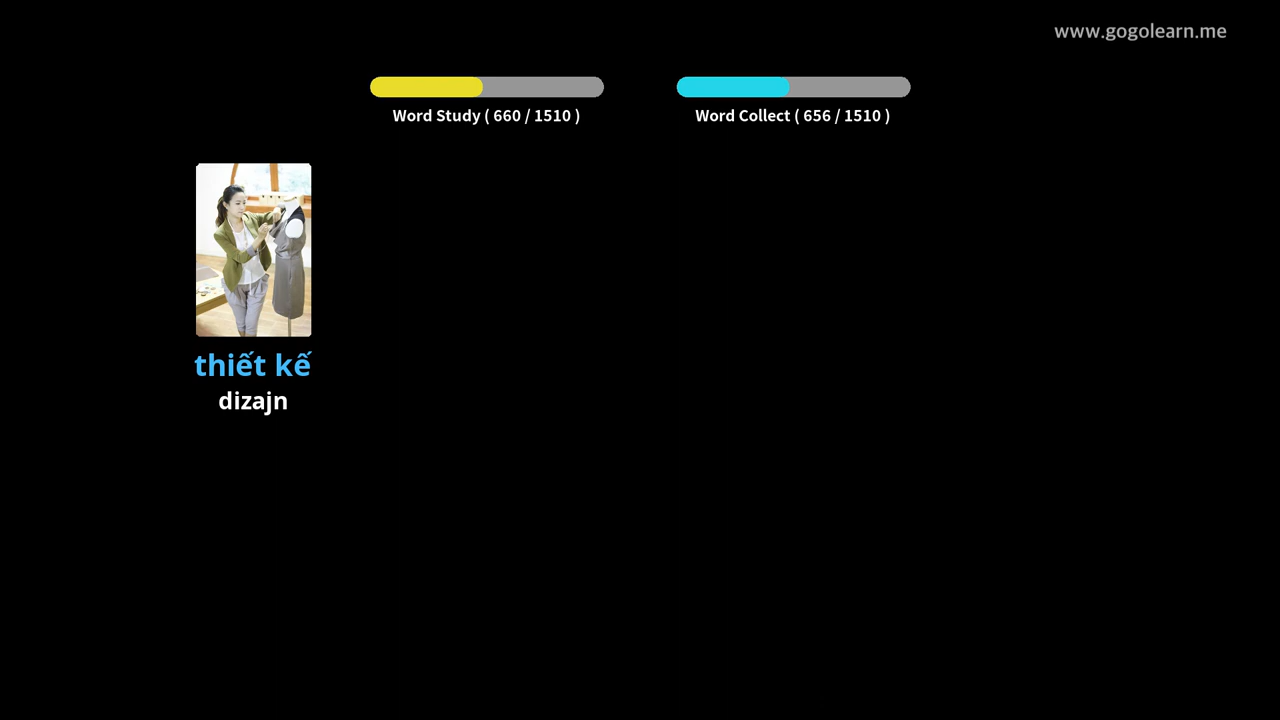 www.gogolearn.me
Word Study ( 660 / 1510 )
Word Collect ( 656 / 1510 )
thiết kế
dizajn